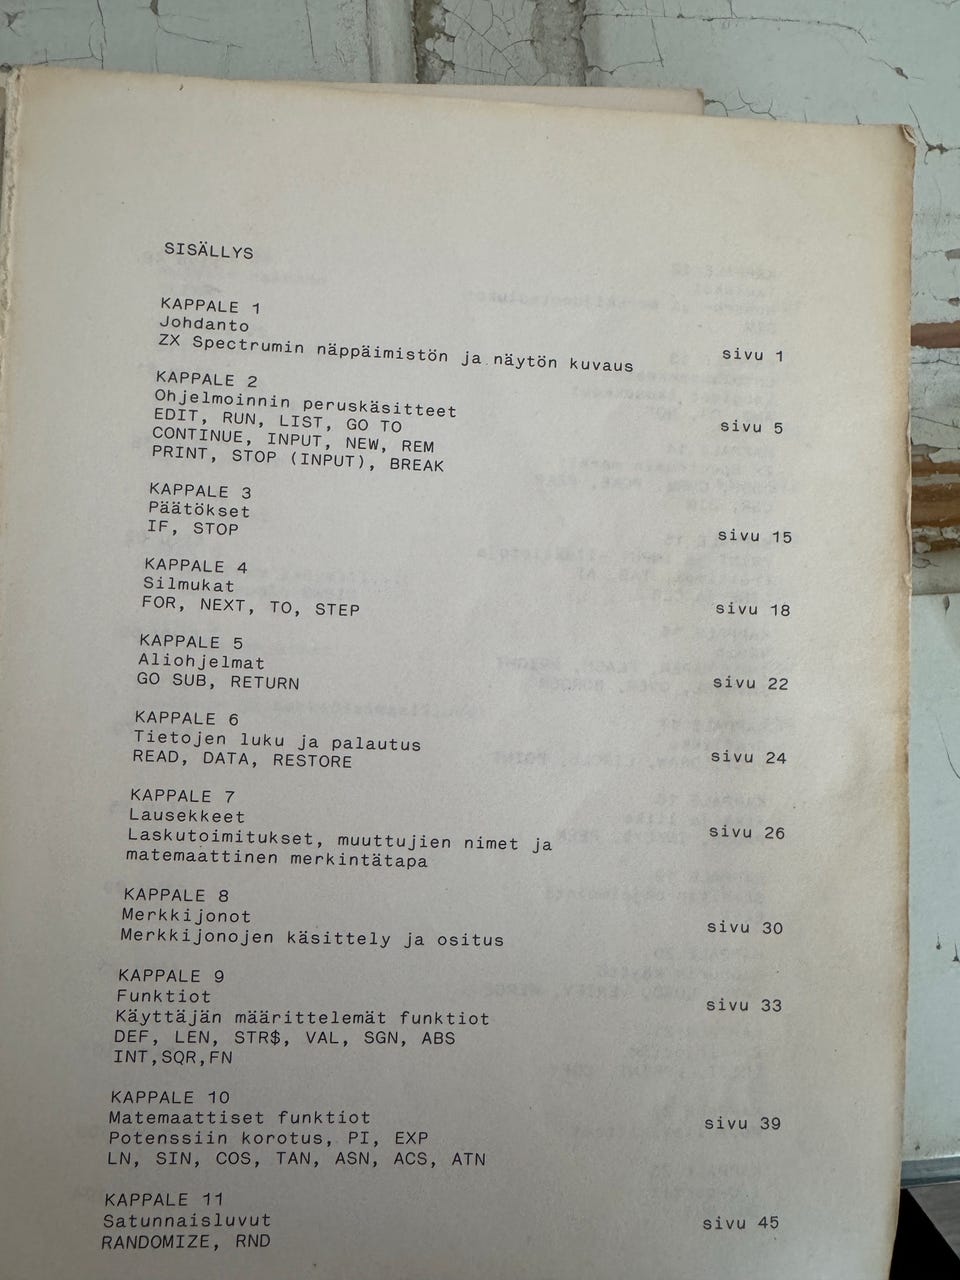 SISÄLLYS
KAPPALE 1
Johdanto
ZX Spectrumin näppäimistön ja näytön kuvaus sivu 1
KAPPALE 2
Ohjelmoinnin peruskäsitteet
EDIT, RUN, LIST, GO TO sivu 5
CONTINUE, INPUT, NEW, REM
PRINT, STOP (INPUT), BREAK
KAPPALE 3
Päätökset
IF, STOP sivu 15
KAPPALE 4
Silmukat
FOR, NEXT, TO, STEP sivu 18
KAPPALE 5
Aliohjelmat
GO SUB, RETURN sivu 22
KAPPALE 6
Tietojen luku ja palautus
READ, DATA, RESTORE sivu 24
KAPPALE 7
Lausekkeet
Laskutoimitukset, muuttujien nimet ja sivu 26
matemaattinen merkintätapa
KAPPALE 8
Merkkijonot
Merkkijonojen käsittely ja ositus sivu 30
KAPPALE 9
Funktiot
Käyttäjän määrittelemät funktiot sivu 33
DEF, LEN, STR$, VAL, SGN, ABS
INT,SQR,FN
KAPPALE 10
Matemaattiset funktiot
Potenssiin korotus, PI, EXP sivu 39
LN, SIN, COS, TAN, ASN, ACS, ATN
KAPPALE 11
Satunnaisluvut
RANDOMIZE, RND sivu 45